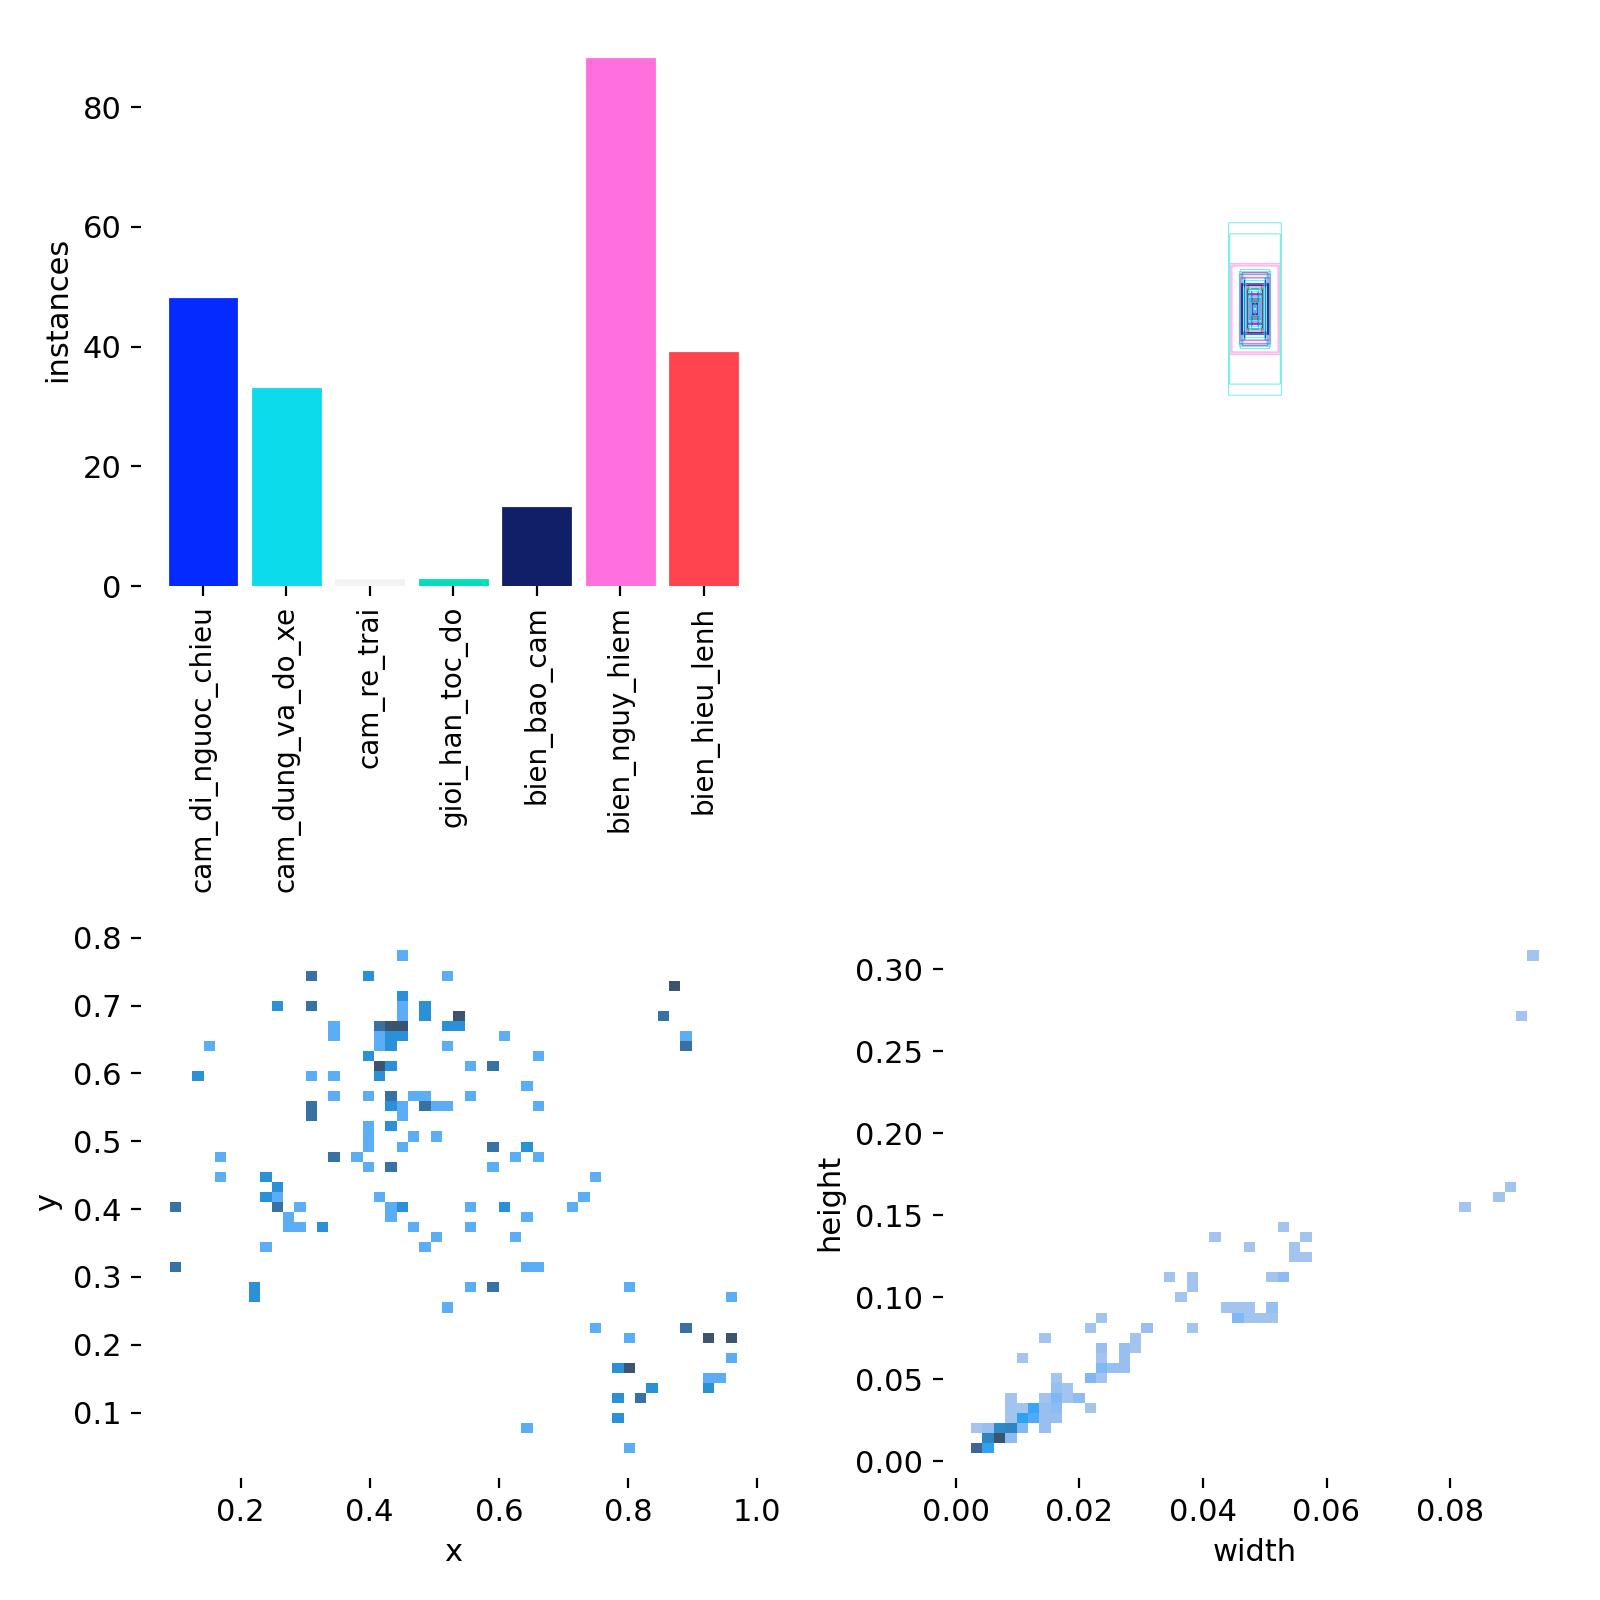 instances
80
60
40
20
0
cam_di_nguoc_chieu
cam_dung_va_do_xe
cam_re_trai
gioi_han_toc_do
bien_bao_cam
bien_nguy_hiem
bien_hieu_lenh
y
0.8
0.7
0.6
0.5
0.4
0.3
0.2
0.1
0.2 0.4 0.6 0.8 1.0
x
height
0.30
0.25
0.20
0.15
0.10
0.05
0.00
0.00 0.02 0.04 0.06 0.08
width